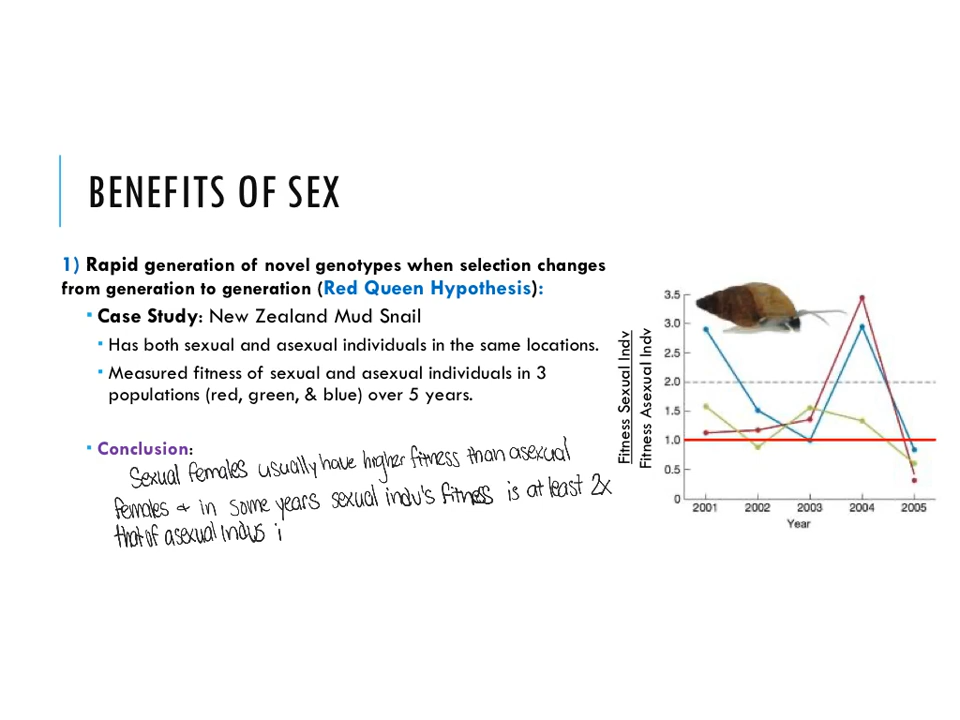 BENEFITS OF SEX
1) Rapid generation of novel genotypes when selection changes
from generation to generation (Red Queen Hypothesis):
Case Study: New Zealand Mud Snail
Has both sexual and asexual individuals in the same locations.
Measured fitness of sexual and asexual individuals in 3
populations (red, green, & blue) over 5 years.
Conclusion:
Sexual females usually have higher fitness than asexual
females & in some years sexual indv's fitness is at least 2x
that of asexual indvs i
Fitness Sexual Indv
Fitness Asexual Indv
3.5
3.0
2.5
2.0
1.5
1.0
0.5
0
2001 2002 2003 2004 2005
Year